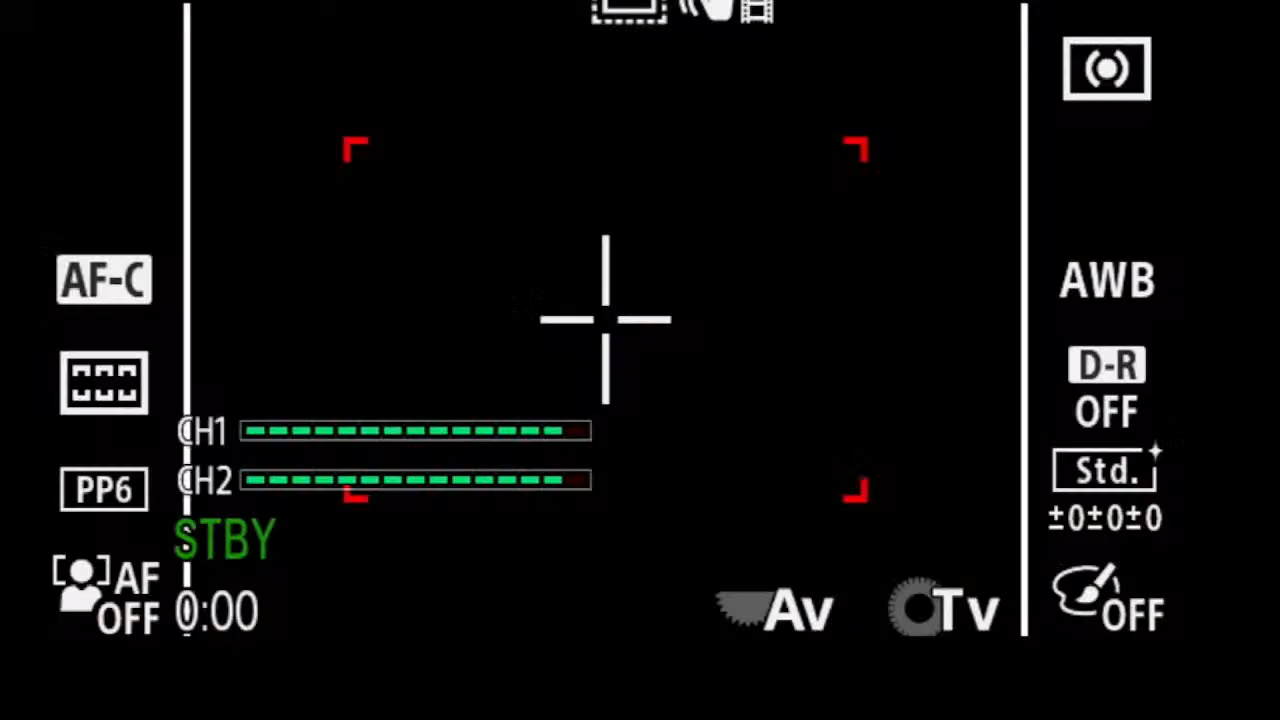 AF-C
AWB
D-R
OFF
CH1
Std.
CH2
PP6
±0±0±0
STBY
AF
OFF
0:00
Av
Tv
OFF